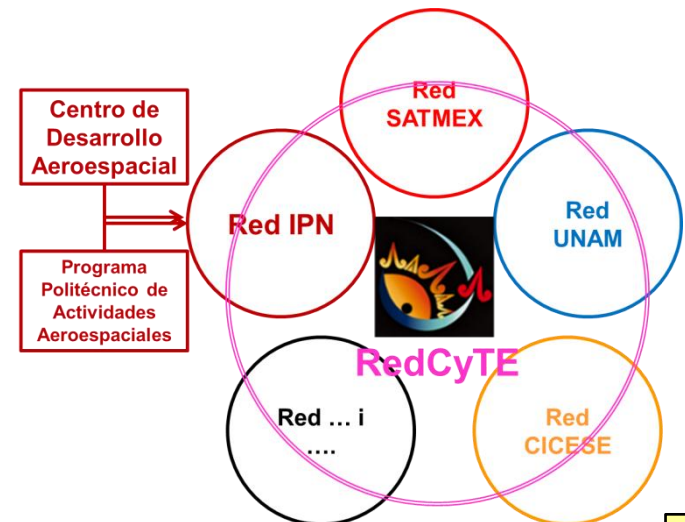 Centro de
Desarrollo
Aeroespacial
Programa
Politécnico de
Actividades
Aeroespaciales
Red IPN
Red
SATMEX
Red
UNAM
RedCyTE
Red … i
….
Red
CICESE